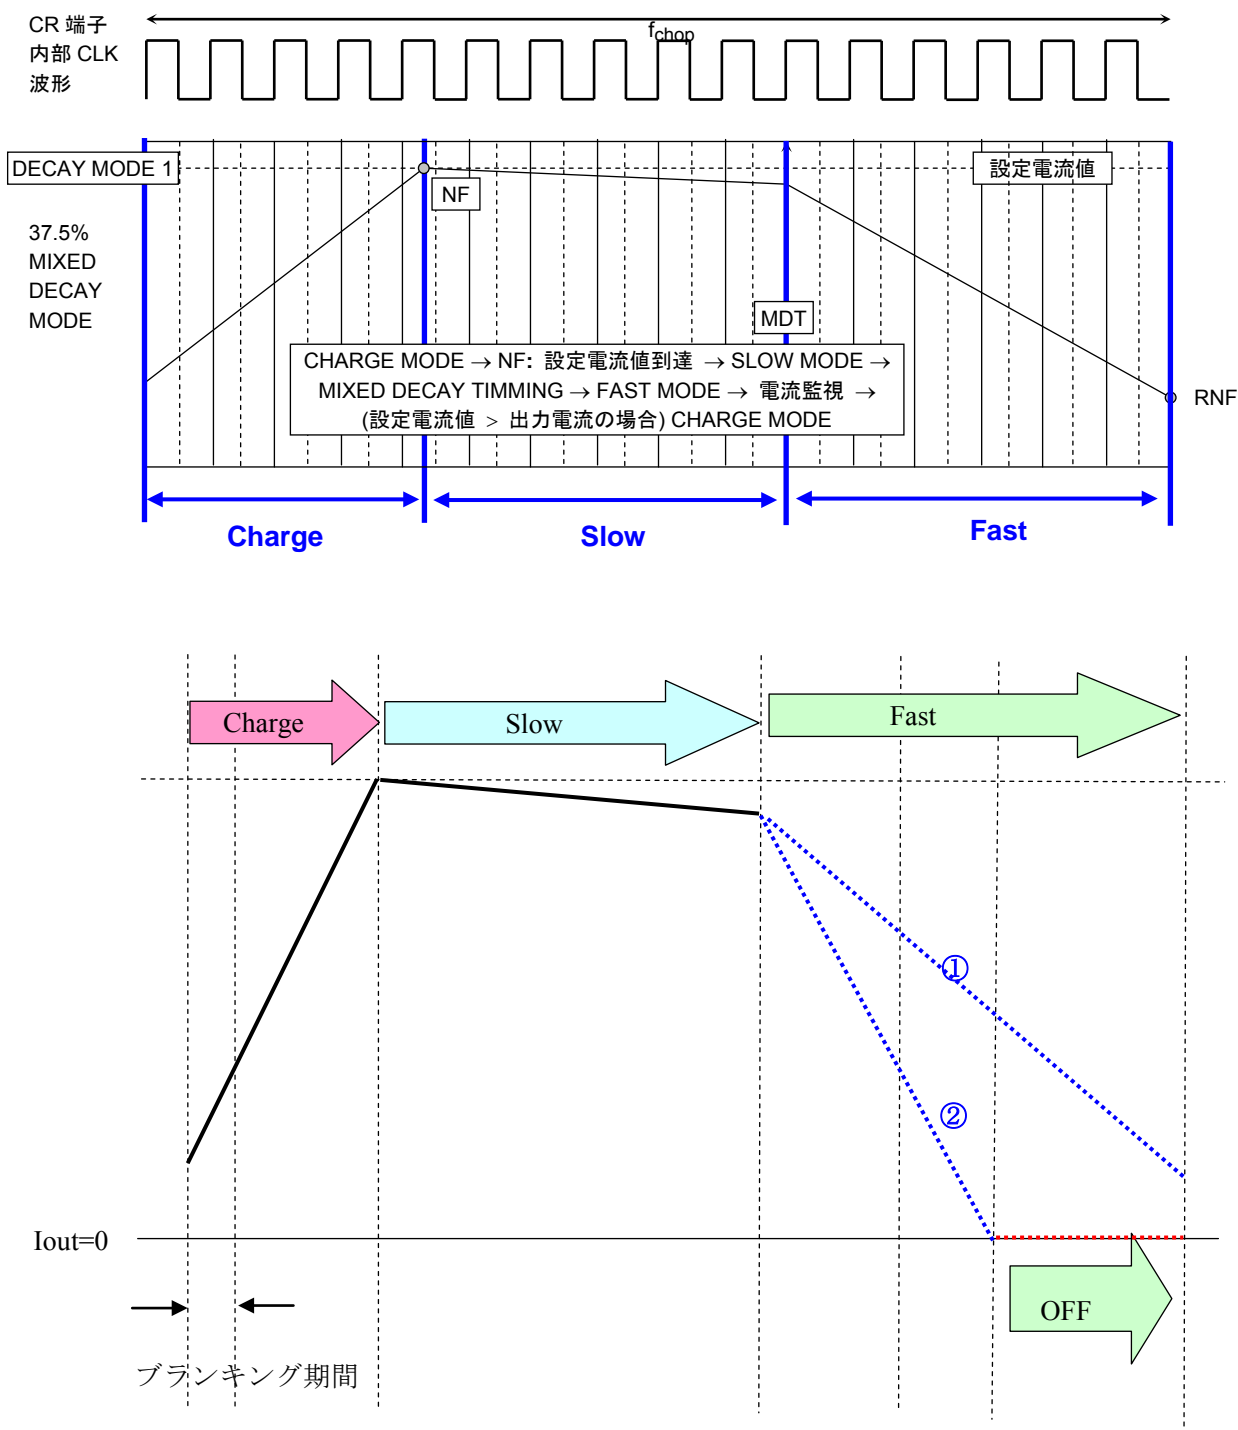 CR 端子
内部 CLK
波形
fchop
DECAY MODE 1
設定電流値
NF
37.5%
MIXED
DECAY
MODE
MDT
CHARGE MODE → NF: 設定電流値到達 → SLOW MODE →
MIXED DECAY TIMMING → FAST MODE → 電流監視 →
(設定電流値 > 出力電流の場合) CHARGE MODE
RNF
Charge
Slow
Fast
Charge
Slow
Fast
①
②
Iout=0
OFF
ブランキング期間